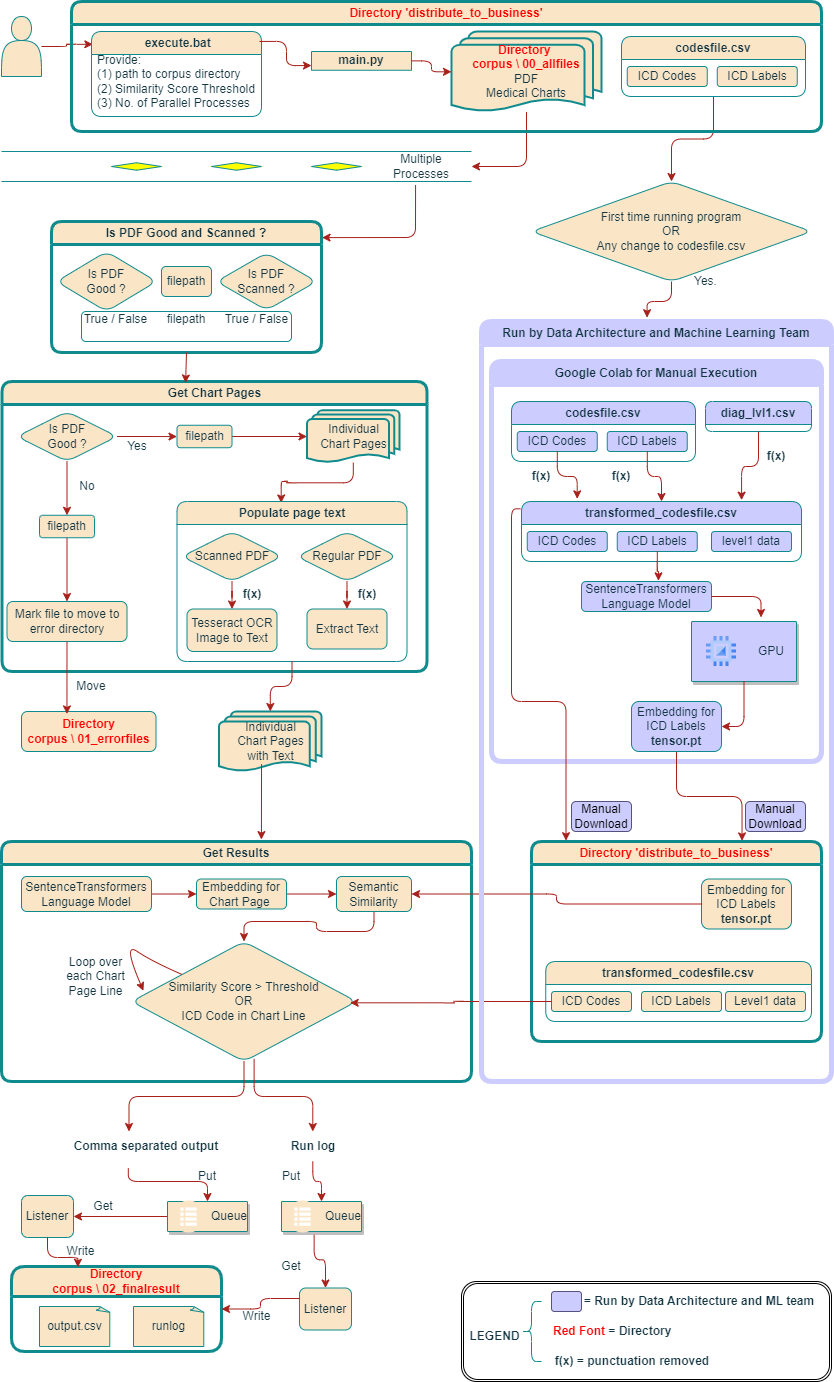 Directory 'distribute_to_business'
execute.bat
Provide:
(1) path to corpus directory
(2) Similarity Score Threshold
(3) No. of Parallel Processes
main.py
Directory
corpus \ 00_allfiles
PDF
Medical Charts
codesfile.csv
ICD Codes
ICD Labels
Multiple
Processes
First time running program
OR
Any change to codesfile.csv
Yes.
Is PDF Good and Scanned ?
Is PDF
Good ?
filepath
Is PDF
Scanned ?
True / False
filepath
True / False
Get Chart Pages
Is PDF
Good ?
Yes
filepath
Individual
Chart Pages
No
filepath
Mark file to move to
error directory
Populate page text
Scanned PDF
Regular PDF
f(x)
f(x)
Tesseract OCR
Image to Text
Extract Text
Move
Directory
corpus \ 01_errorfiles
Individual
Chart Pages
with Text
Run by Data Architecture and Machine Learning Team
Google Colab for Manual Execution
codesfile.csv
ICD Codes
ICD Labels
diag_lvl1.csv
f(x)
f(x)
f(x)
transformed_codesfile.csv
ICD Codes
ICD Labels
level1 data
SentenceTransformers
Language Model
GPU
Embedding for
ICD Labels
tensor.pt
Manual
Download
Manual
Download
Directory 'distribute_to_business'
Embedding for
ICD Labels
tensor.pt
transformed_codesfile.csv
ICD Codes
ICD Labels
Level1 data
Get Results
SentenceTransformers
Language Model
Embedding for
Chart Page
Semantic
Similarity
Loop over
each Chart
Page Line
Similarity Score > Threshold
OR
ICD Code in Chart Line
Comma separated output
Run log
Put
Put
Listener
Get
Queue
Queue
Write
Get
Directory
corpus \ 02_finalresult
output.csv
runlog
Write
Listener
LEGEND
= Run by Data Architecture and ML team
Red Font = Directory
f(x) = punctuation removed